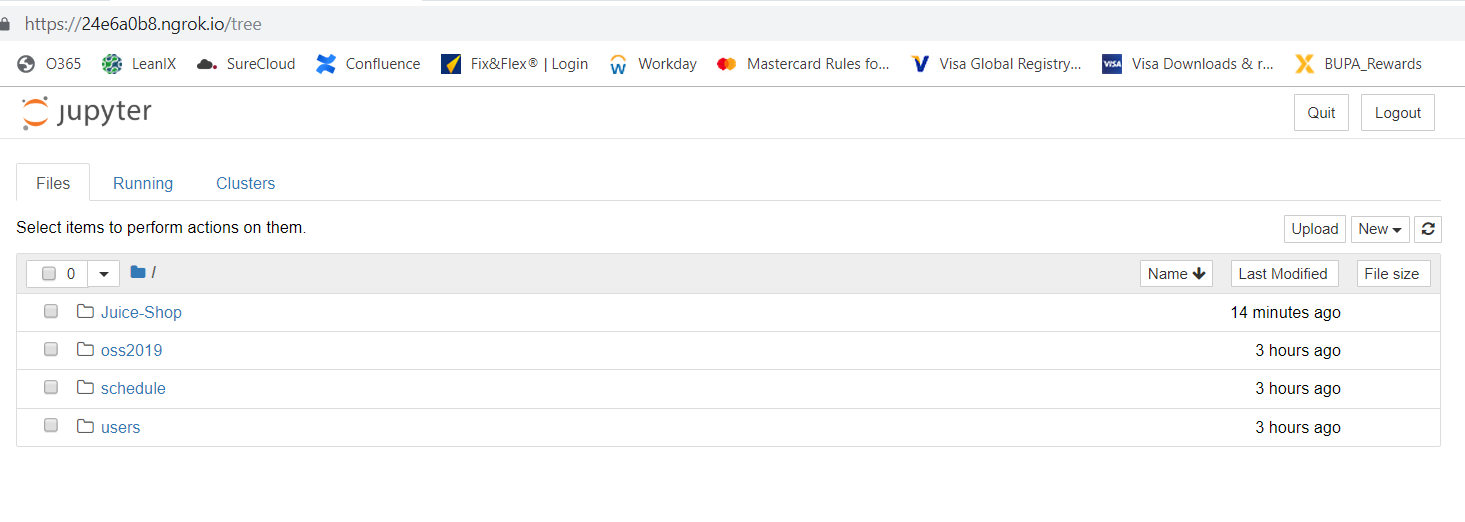 https://24e6a0b8.ngrok.io/tree
O365 LeanIX SureCloud Confluence Fix&Flex® | Login Workday Mastercard Rules fo... Visa Global Registry... VISA Visa Downloads & r... BUPA_Rewards
jupyter Quit Logout
Files Running Clusters
Select items to perform actions on them. Upload New
0 / Name Last Modified File size
Juice-Shop 14 minutes ago
oss2019 3 hours ago
schedule 3 hours ago
users 3 hours ago